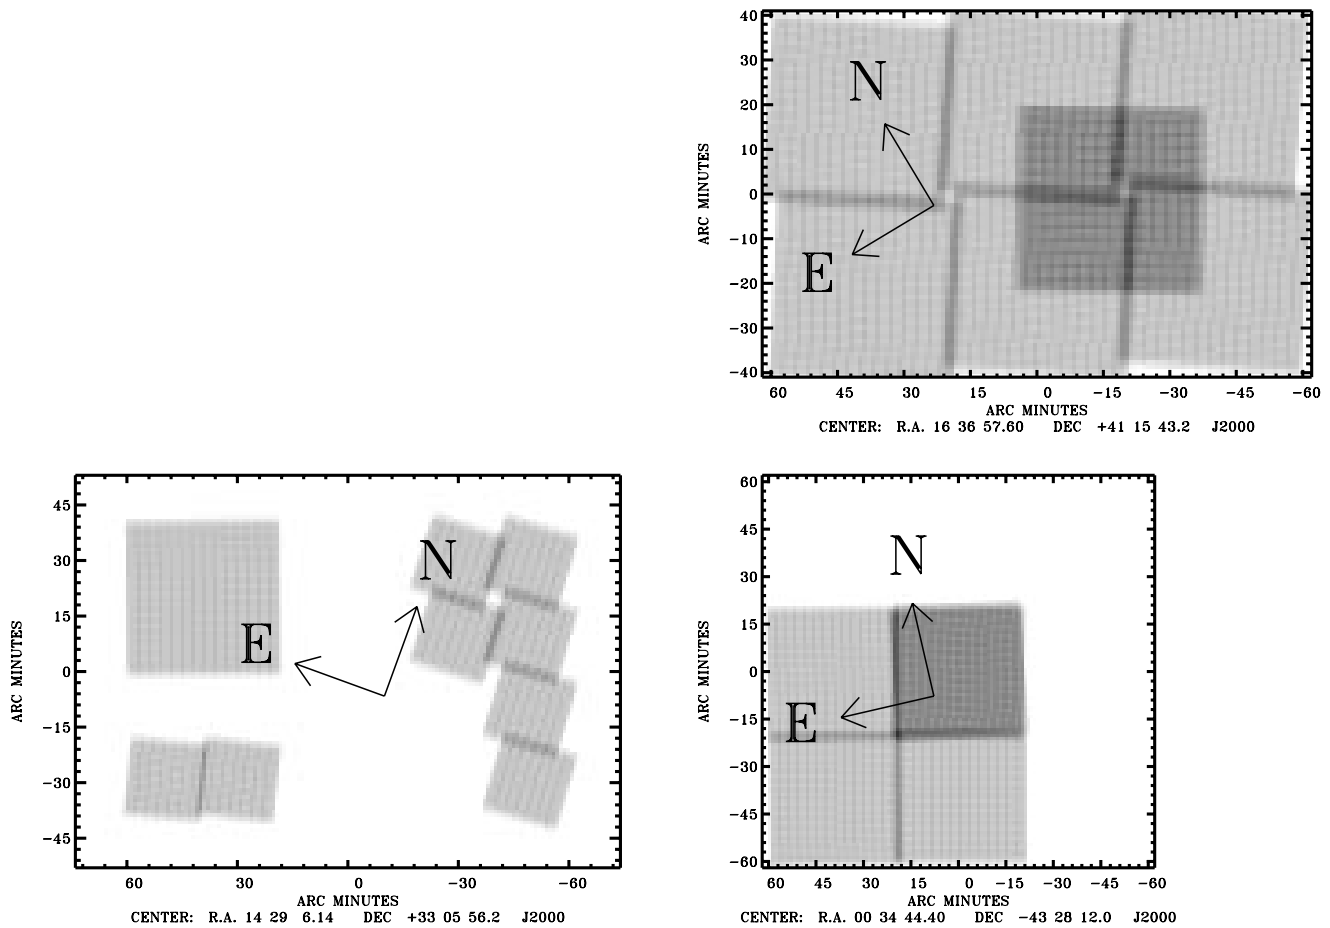 40
30
20
10
0
−10
−20
−30
−40
ARC MINUTES
N
E
60 45 30 15 0 −15 −30 −45 −60
ARC MINUTES
CENTER: R.A. 16 36 57.60 DEC +41 15 43.2 J2000
45
30
15
0
−15
−30
−45
ARC MINUTES
N
E
60 30 0 −30 −60
ARC MINUTES
CENTER: R.A. 14 29 6.14 DEC +33 05 56.2 J2000
60
45
30
15
0
−15
−30
−45
−60
ARC MINUTES
N
E
60 45 30 15 0 −15 −30 −45 −60
ARC MINUTES
CENTER: R.A. 00 34 44.40 DEC −43 28 12.0 J2000